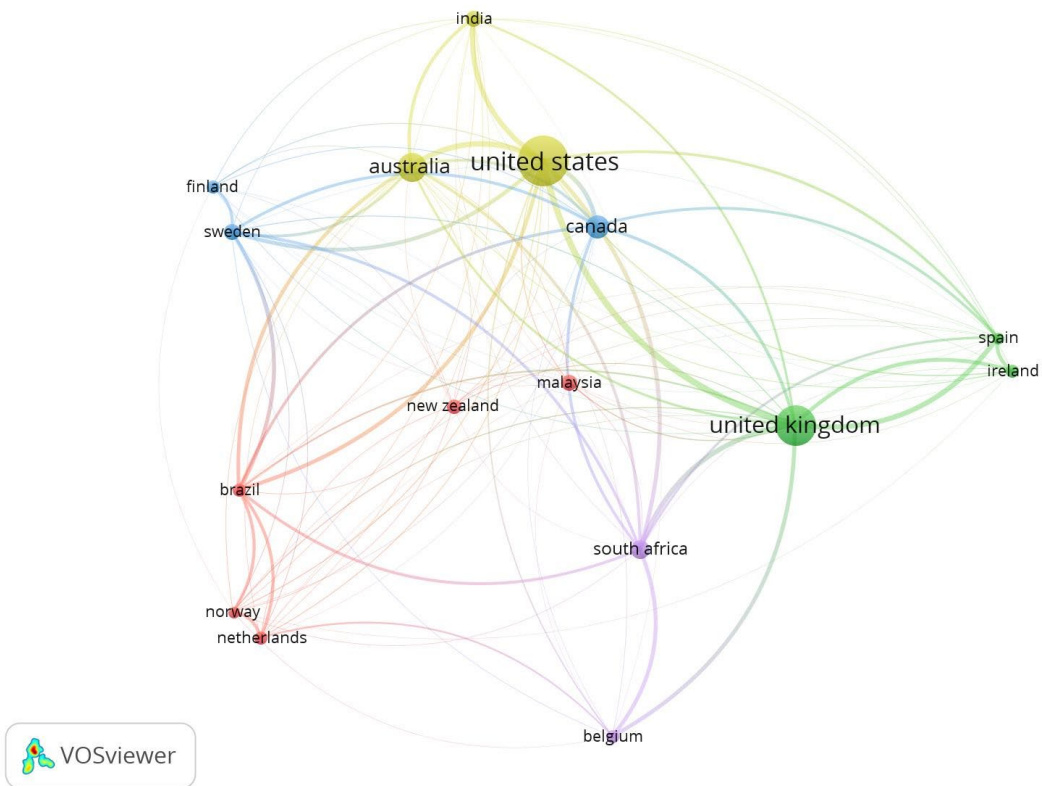 india
australia
united states
finland
sweden
canada
spain
ireland
malaysia
new zealand
united kingdom
brazil
south africa
norway
netherlands
belgium
VOSviewer